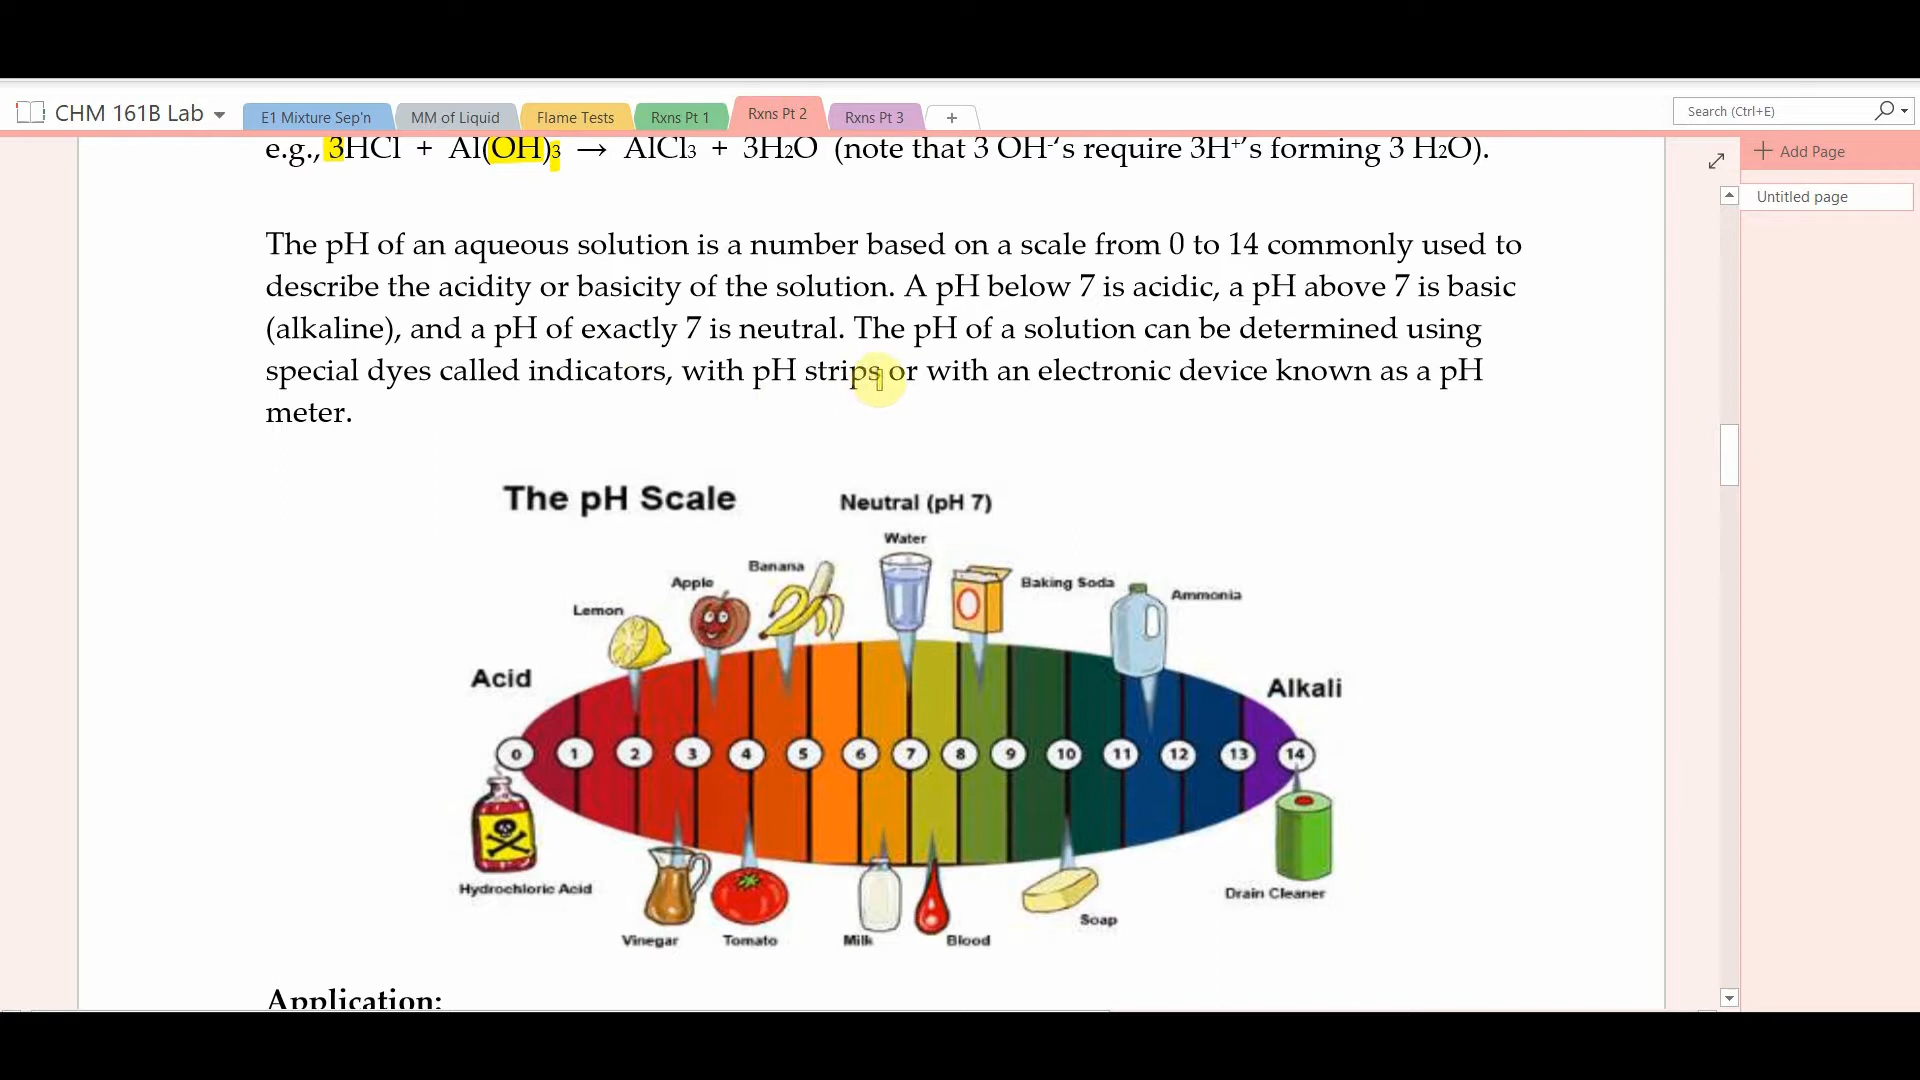 CHM 161B Lab
E1 Mixture Sep'n
MM of Liquid
Flame Tests
Rxns Pt 1
Rxns Pt 2
Rxns Pt 3
+
Search (Ctrl+E)
Add Page
Untitled page
e.g., 3HCl + Al(OH)₃ → AlCl₃ + 3H₂O (note that 3 OH⁻'s require 3H⁺'s forming 3 H₂O).
The pH of an aqueous solution is a number based on a scale from 0 to 14 commonly used to
describe the acidity or basicity of the solution. A pH below 7 is acidic, a pH above 7 is basic
(alkaline), and a pH of exactly 7 is neutral. The pH of a solution can be determined using
special dyes called indicators, with pH strips or with an electronic device known as a pH
meter.
The pH Scale
Neutral (pH 7)
Water
Banana
Apple
Baking Soda
Ammonia
Lemon
Acid
Alkali
0 1 2 3 4 5 6 7 8 9 10 11 12 13 14
Hydrochloric Acid
Drain Cleaner
Soap
Vinegar
Tomato
Milk
Blood
Application: